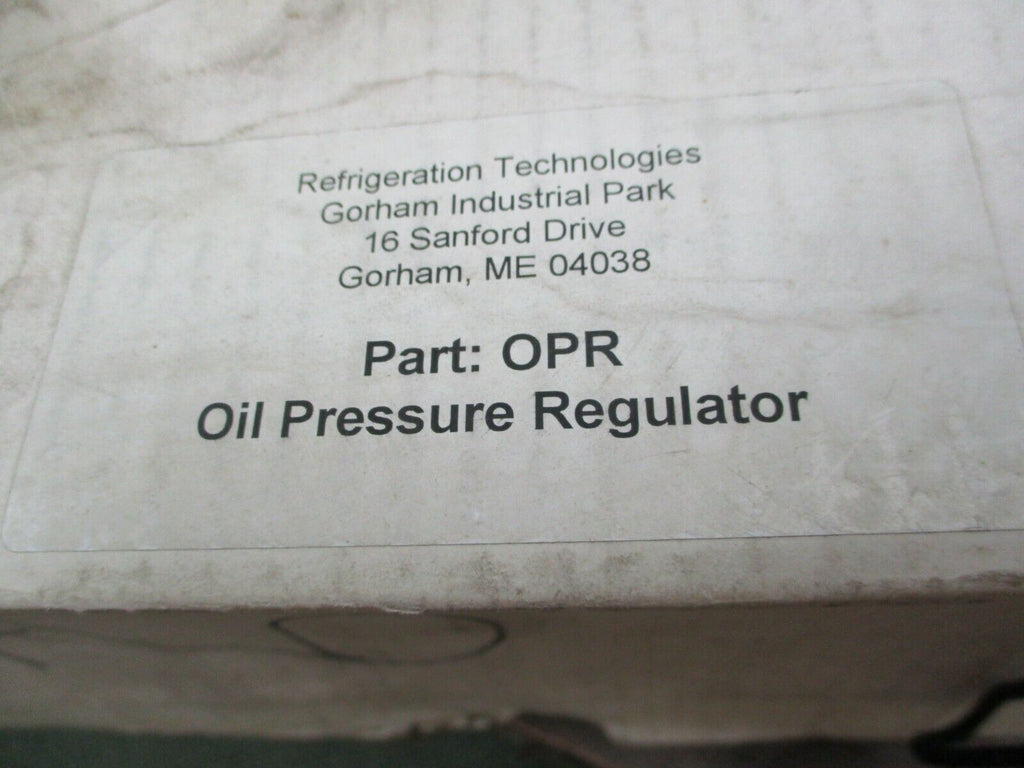 Refrigeration Technologies
Gorham Industrial Park
16 Sanford Drive
Gorham, ME 04038
Part: OPR
Oil Pressure Regulator